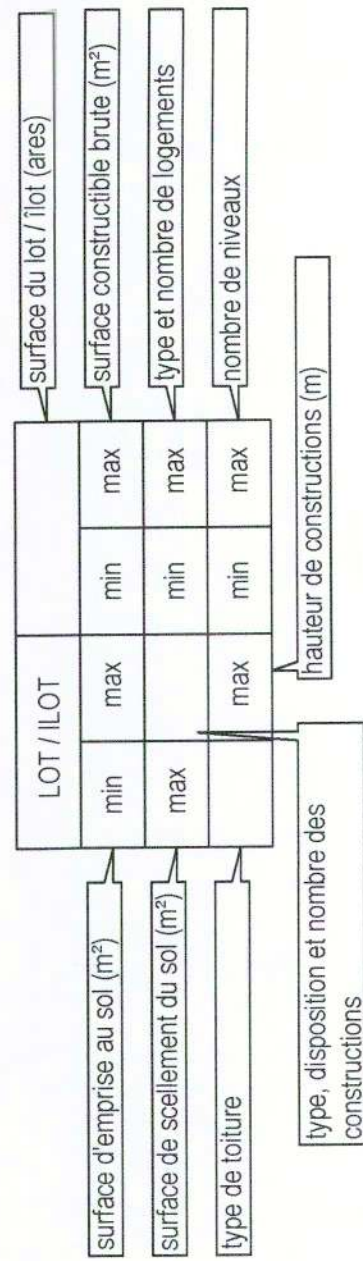 surface du lot / îlot (ares)
LOT / ILOT
surface d'emprise au sol (m²)
min
max
min
max
surface constructible brute (m²)
surface de scellement du sol (m²)
max
min
max
type et nombre de logements
type de toiture
max
min
max
nombre de niveaux
type, disposition et nombre des
constructions
hauteur de constructions (m)